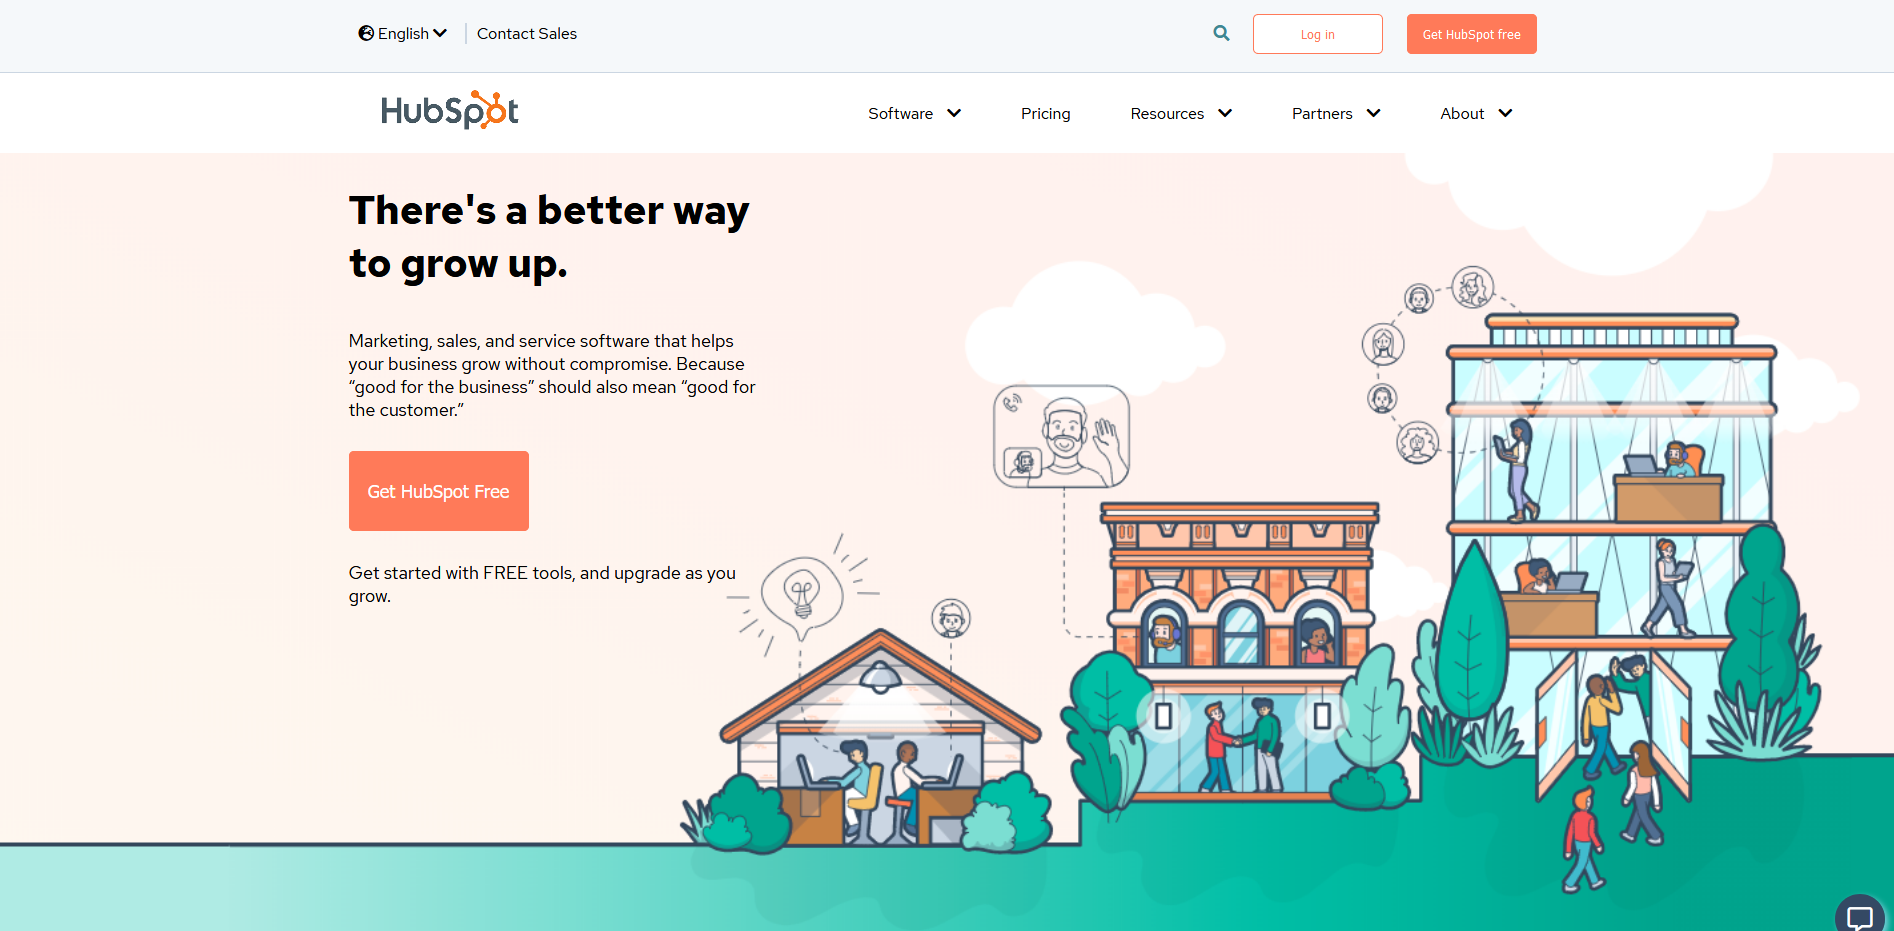 English
Contact Sales
Log in
Get HubSpot free
HubSpot
Software
Pricing
Resources
Partners
About
There's a better way
to grow up.
Marketing, sales, and service software that helps
your business grow without compromise. Because
“good for the business” should also mean “good for
the customer.”
Get HubSpot Free
Get started with FREE tools, and upgrade as you
grow.